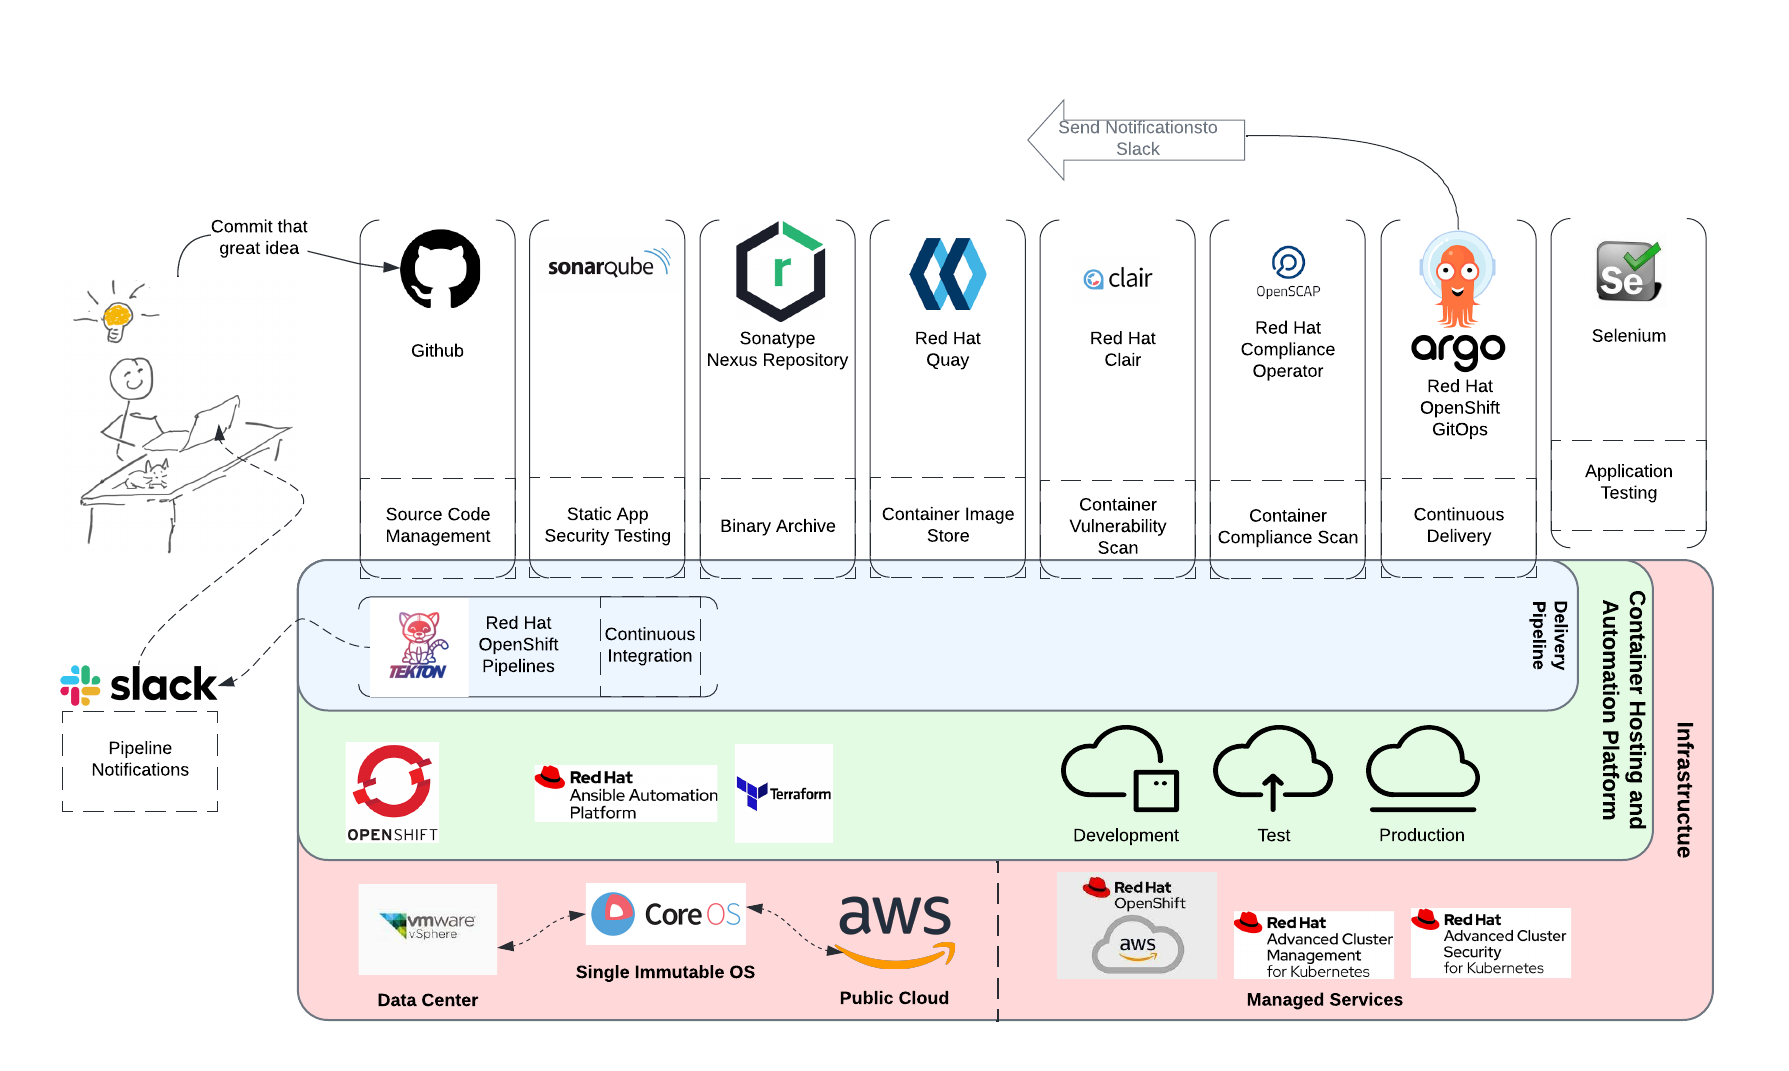 Send Notificationsto
Slack
Commit that
great idea
Github
Source Code
Management
sonarqube
Static App
Security Testing
r
Sonatype
Nexus Repository
Binary Archive
Red Hat
Quay
Container Image
Store
clair
Red Hat
Clair
Container
Vulnerability
Scan
OpenSCAP
Red Hat
Compliance
Operator
Container
Compliance Scan
argo
Red Hat
OpenShift
GitOps
Continuous
Delivery
Se
Selenium
Application
Testing
slack
Pipeline
Notifications
TEKTON
Red Hat
OpenShift
Pipelines
Continuous
Integration
Delivery
Pipeline
OPENSHIFT
Red Hat
Ansible Automation
Platform
Terraform
Development
Test
Production
Container Hosting and
Automation Platform
vmware
vSphere
Data Center
Core OS
Single Immutable OS
aws
Public Cloud
Red Hat
OpenShift
aws
Red Hat
Advanced Cluster
Management
for Kubernetes
Red Hat
Advanced Cluster
Security
for Kubernetes
Managed Services
Infrastructue